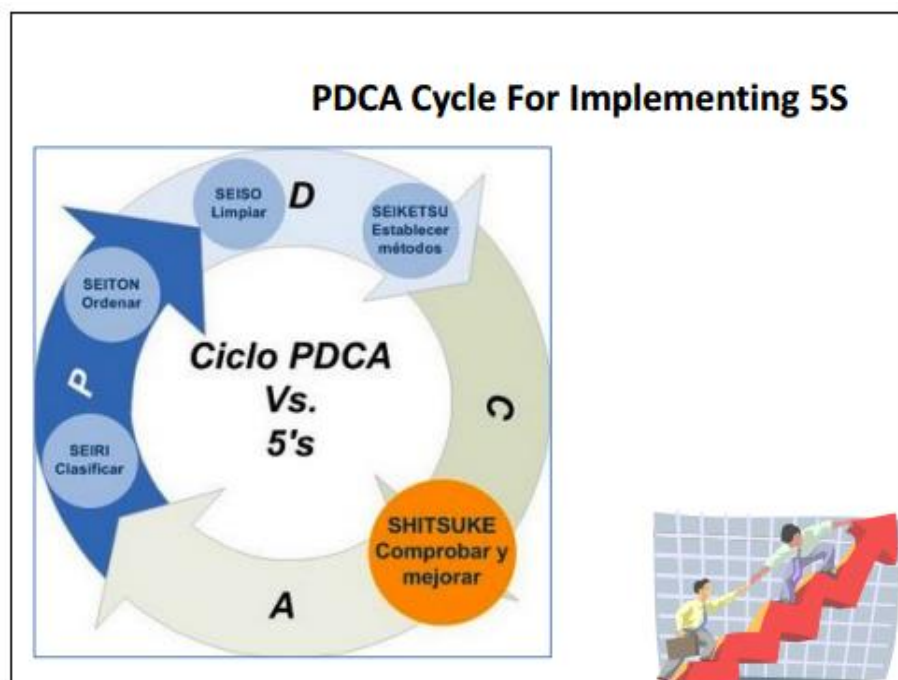 PDCA Cycle For Implementing 5S
SEISO
Limpiar
D
SEIKETSU
Establecer
métodos
SEITON
Ordenar
P
SEIRI
Clasificar
Ciclo PDCA
Vs.
5's
C
SHITSUKE
Comprobar y
mejorar
A